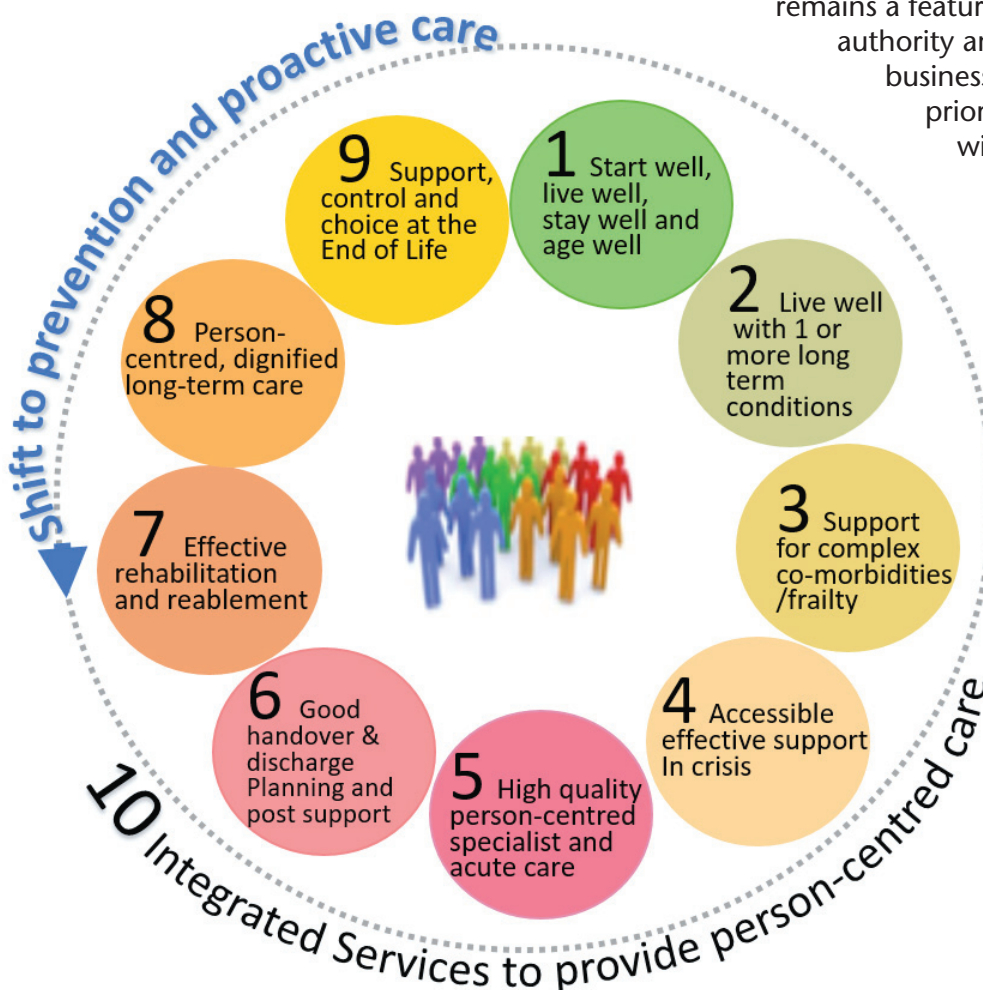 remains a featur
authority ar
business
prior
wi
Shift to prevention and proactive care
1 Start well,
live well,
stay well and
age well
2 Live well
with 1 or
more long
term
conditions
3 Support
for complex
co-morbidities
/frailty
4 Accessible
effective support
In crisis
5 High quality
person-centred
specialist and
acute care
6 Good
handover &
discharge
Planning and
post support
7 Effective
rehabilitation
and reablement
8 Person-
centred, dignified
long-term care
9 Support,
control and
choice at the
End of Life
10 Integrated Services to provide person-centred care